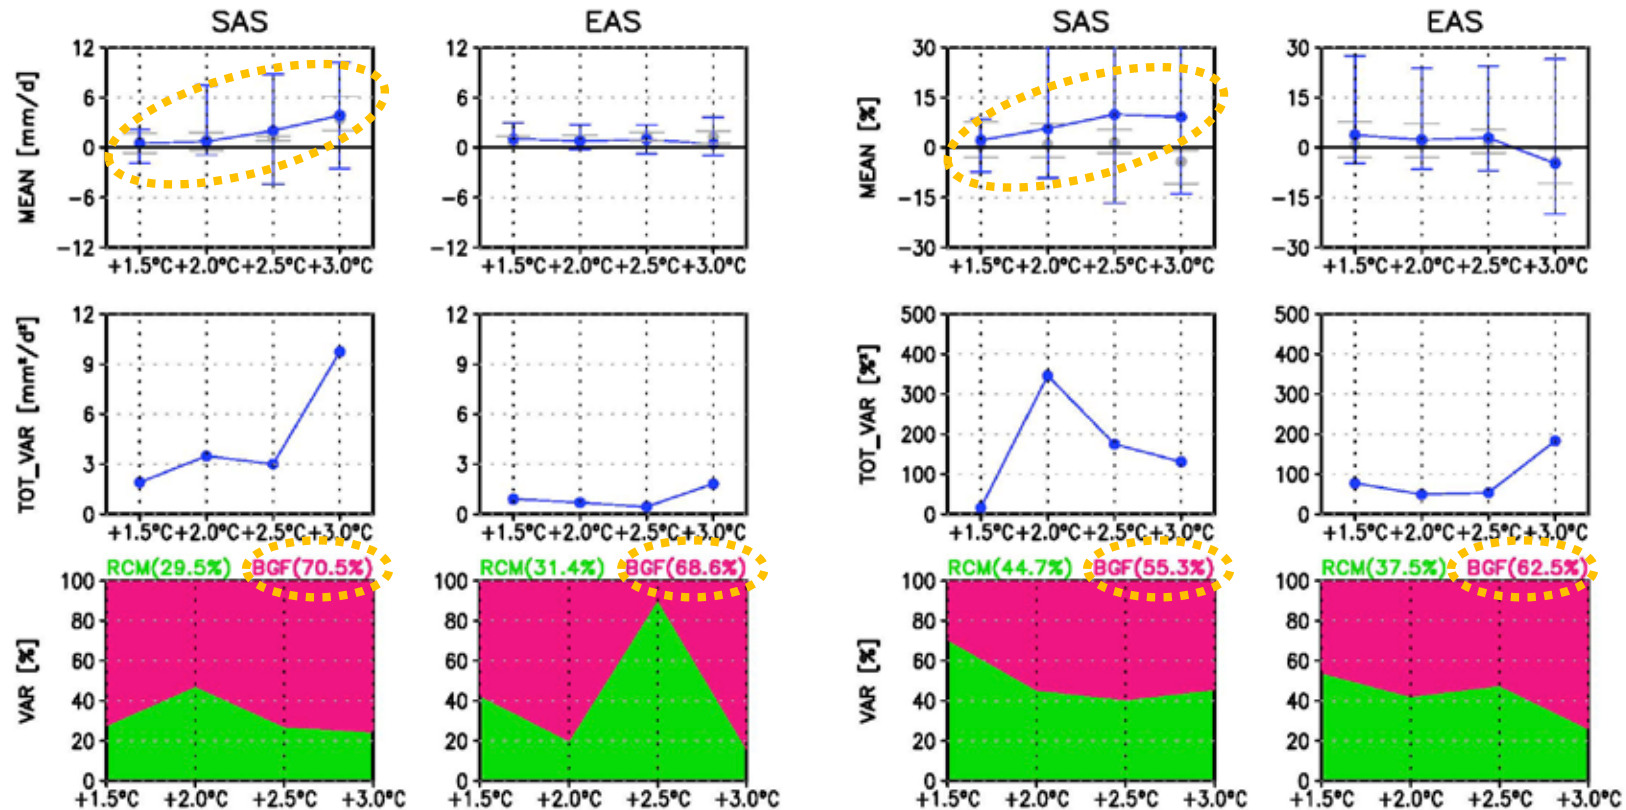 SAS EAS SAS EAS
MEAN [mm/d] 12 6 0 −6 −12 12 6 0 −6 −12 MEAN [%] 30 15 0 −15 −30 30 15 0 −15 −30
+1.5°C +2.0°C +2.5°C +3.0°C +1.5°C +2.0°C +2.5°C +3.0°C +1.5°C +2.0°C +2.5°C +3.0°C +1.5°C +2.0°C +2.5°C +3.0°C
TOT_VAR [mm²/d²] 12 9 6 3 0 12 9 6 3 0 TOT_VAR [%²] 500 400 300 200 100 0 500 400 300 200 100 0
+1.5°C +2.0°C +2.5°C +3.0°C +1.5°C +2.0°C +2.5°C +3.0°C +1.5°C +2.0°C +2.5°C +3.0°C +1.5°C +2.0°C +2.5°C +3.0°C
RCM(29.5%) BGF(70.5%) RCM(31.4%) BGF(68.6%) RCM(44.7%) BGF(55.3%) RCM(37.5%) BGF(62.5%)
VAR [%] 100 80 60 40 20 0 100 80 60 40 20 0 VAR [%] 100 80 60 40 20 0 100 80 60 40 20 0
+1.5°C +2.0°C +2.5°C +3.0°C +1.5°C +2.0°C +2.5°C +3.0°C +1.5°C +2.0°C +2.5°C +3.0°C +1.5°C +2.0°C +2.5°C +3.0°C